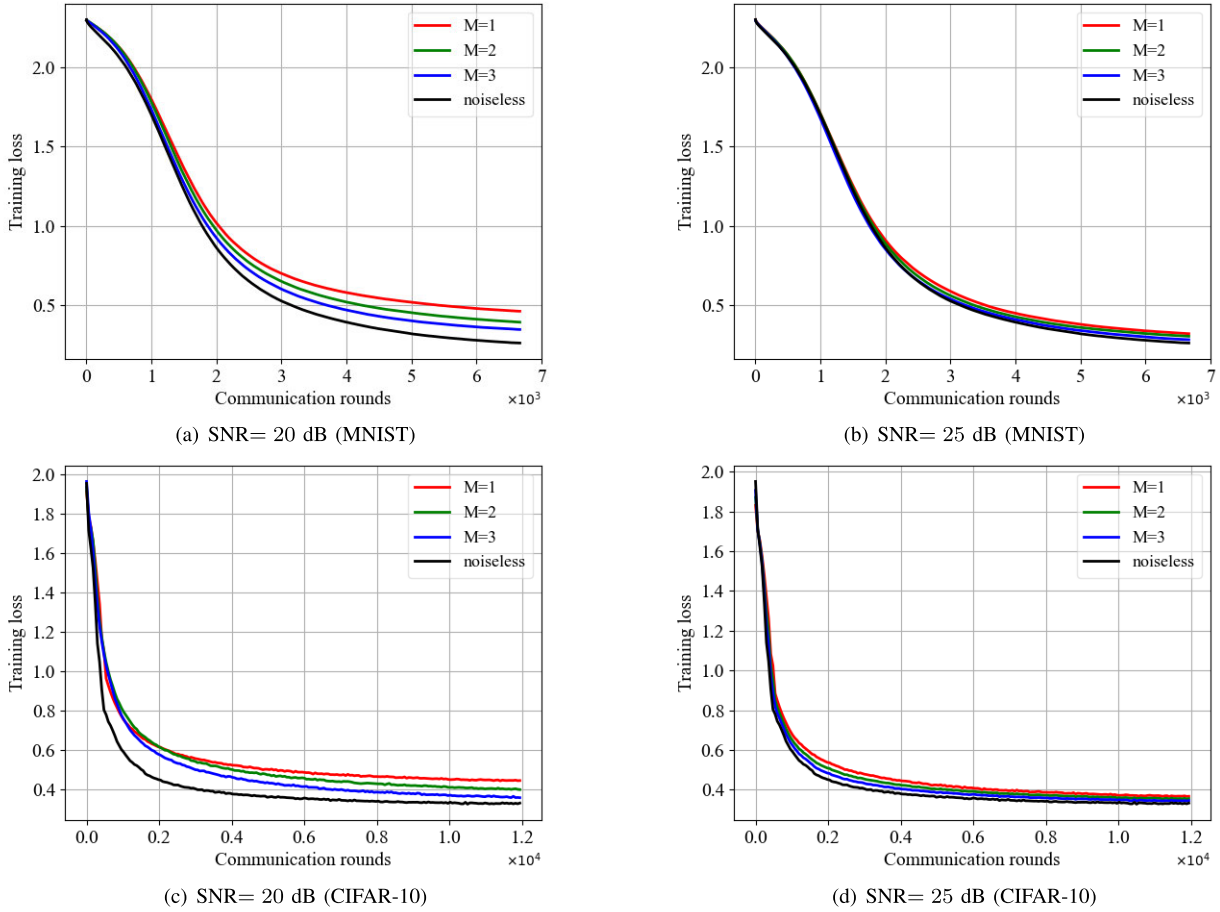 M=1
M=2
M=3
noiseless
2.0
1.5
1.0
0.5
Training loss
0 1 2 3 4 5 6 7
Communication rounds ×10³
(a) SNR= 20 dB (MNIST)
M=1
M=2
M=3
noiseless
2.0
1.5
1.0
0.5
Training loss
0 1 2 3 4 5 6 7
Communication rounds ×10³
(b) SNR= 25 dB (MNIST)
M=1
M=2
M=3
noiseless
2.0
1.8
1.6
1.4
1.2
1.0
0.8
0.6
0.4
Training loss
0.0 0.2 0.4 0.6 0.8 1.0 1.2
Communication rounds ×10⁴
(c) SNR= 20 dB (CIFAR-10)
M=1
M=2
M=3
noiseless
2.0
1.8
1.6
1.4
1.2
1.0
0.8
0.6
0.4
Training loss
0.0 0.2 0.4 0.6 0.8 1.0 1.2
Communication rounds ×10⁴
(d) SNR= 25 dB (CIFAR-10)